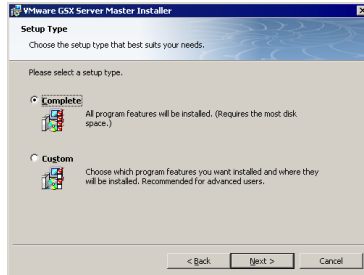 VMware GSX Server Master Installer
Setup Type
Choose the setup type that best suits your needs.
Please select a setup type.
Complete
All program features will be installed. (Requires the most disk
space.)
Custom
Choose which program features you want installed and where they
will be installed. Recommended for advanced users.
< Back
Next >
Cancel